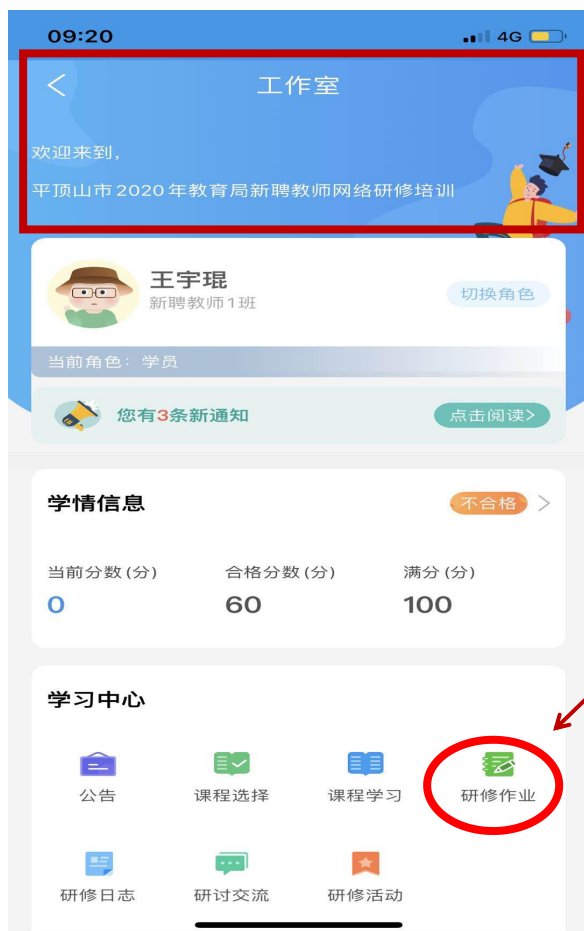 09:20 4G
工作室
欢迎来到，
平顶山市2020年教育局新聘教师网络研修培训
王宇琨
新聘教师1班
切换角色
当前角色：学员
您有3条新通知 点击阅读>
学情信息 不合格 >
当前分数(分) 合格分数(分) 满分(分)
0 60 100
学习中心
公告 课程选择 课程学习 研修作业
研修日志 研讨交流 研修活动